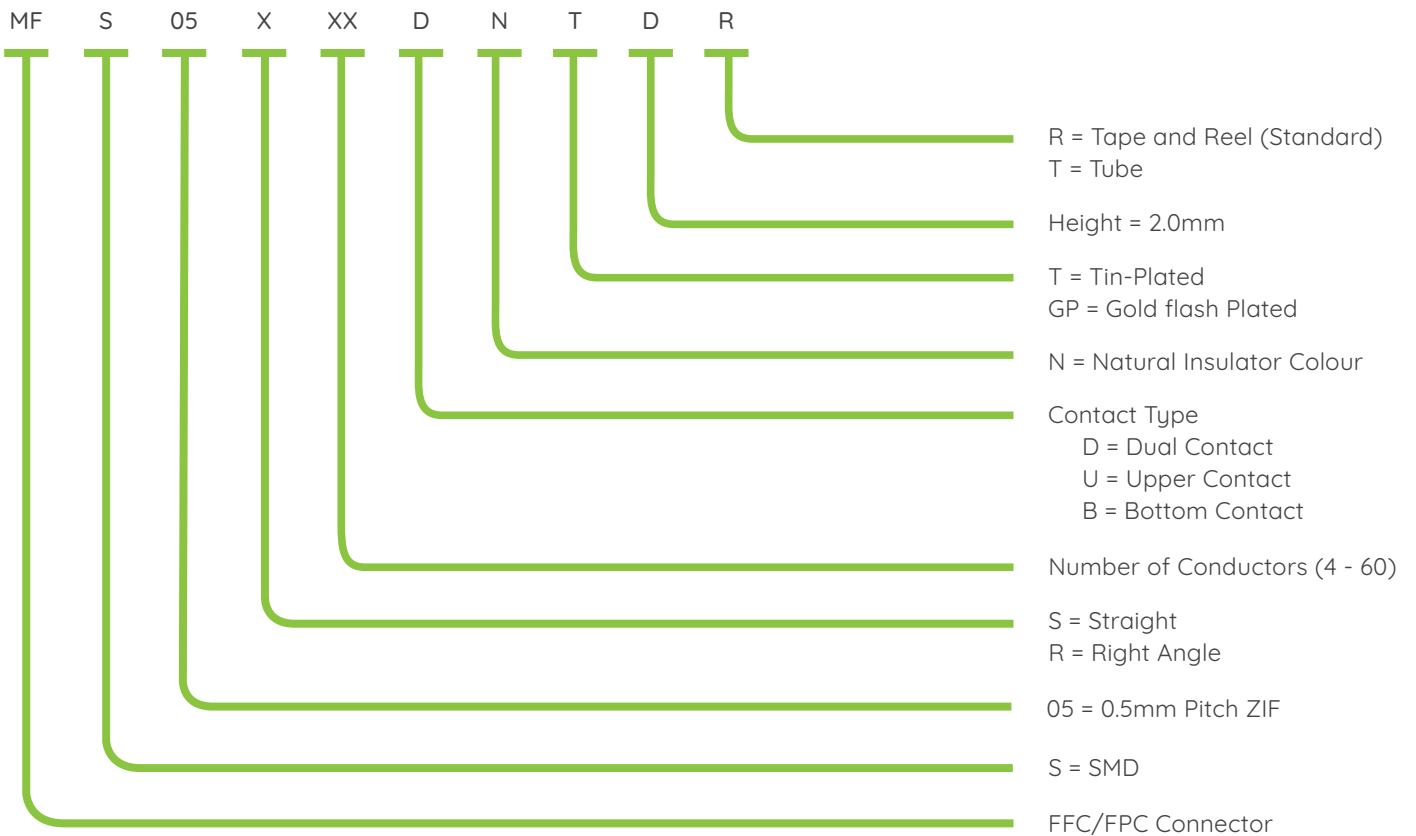 MF S 05 X XX D N T D R
R = Tape and Reel (Standard)
T = Tube
Height = 2.0mm
T = Tin-Plated
GP = Gold flash Plated
N = Natural Insulator Colour
Contact Type
D = Dual Contact
U = Upper Contact
B = Bottom Contact
Number of Conductors (4 - 60)
S = Straight
R = Right Angle
05 = 0.5mm Pitch ZIF
S = SMD
FFC/FPC Connector